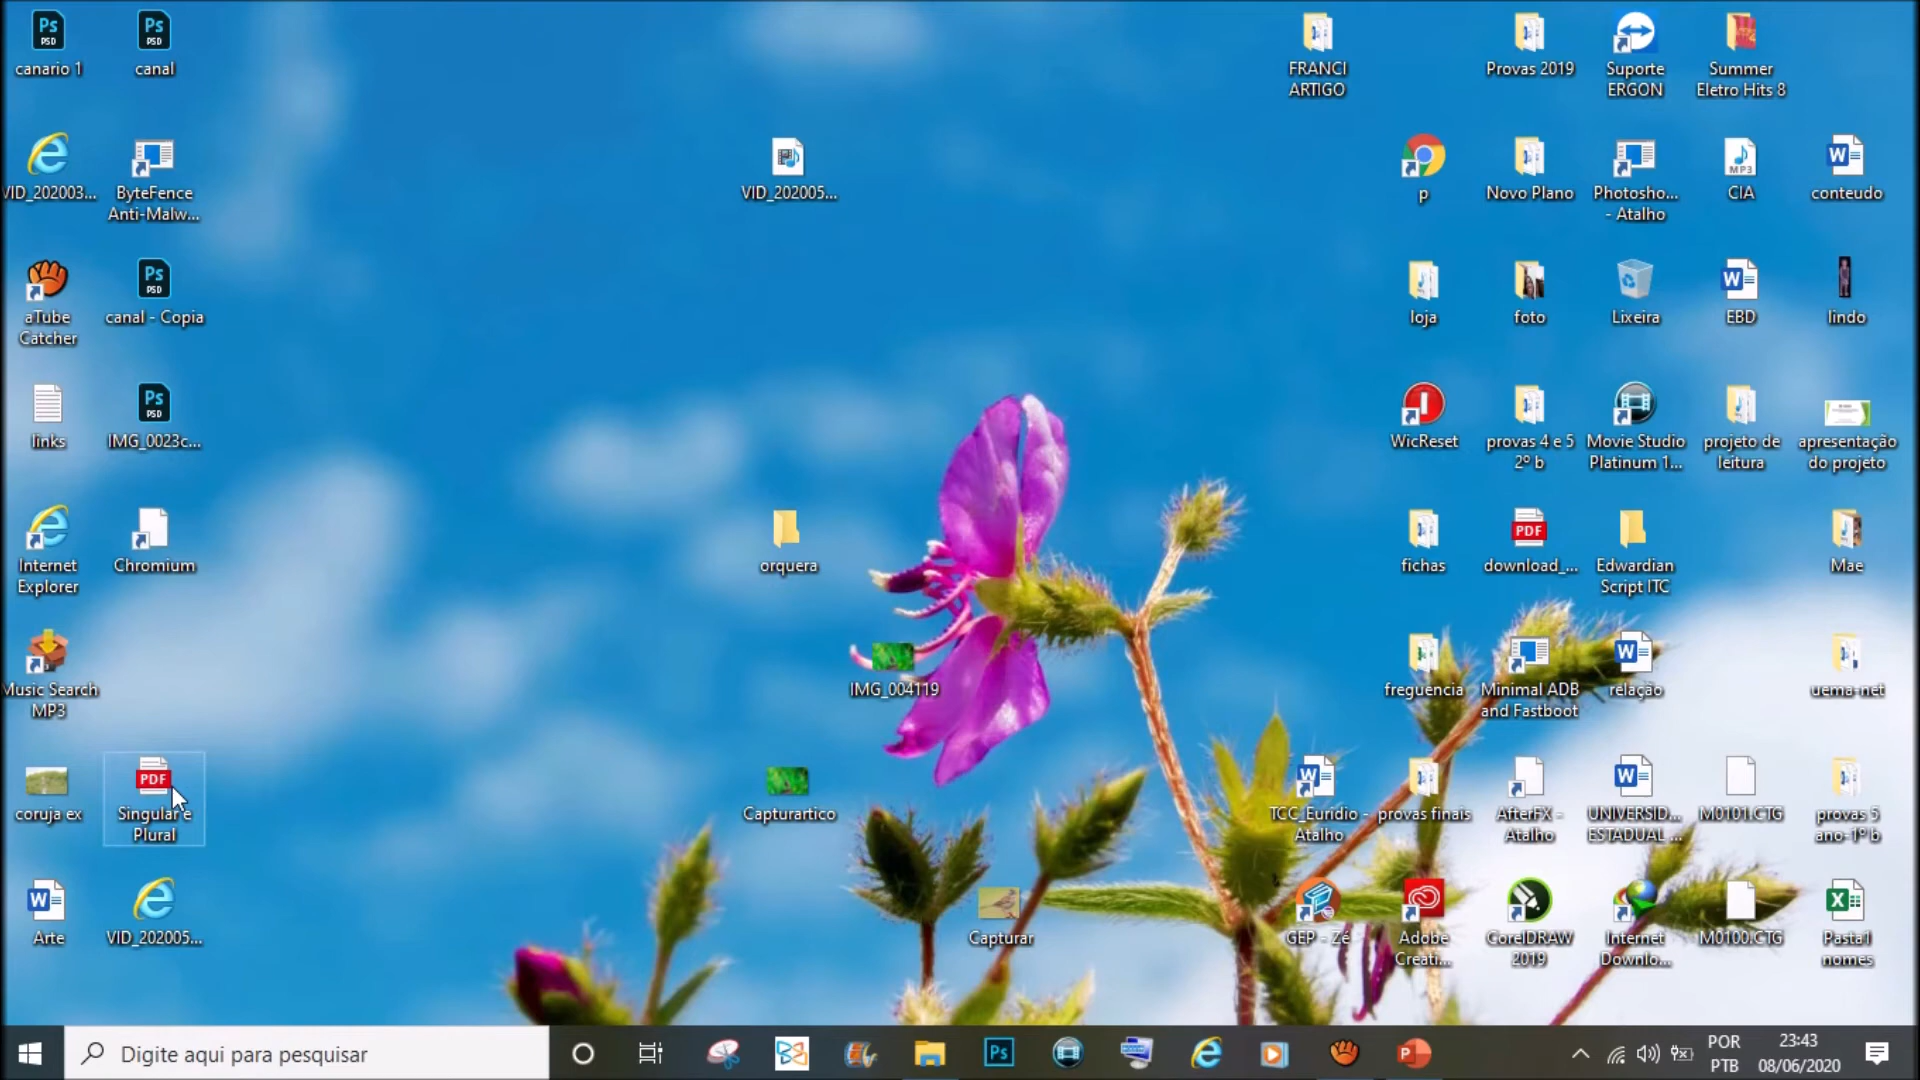 canario 1
canal
FRANCI
ARTIGO
Provas 2019
Suporte
ERGON
Summer
Eletro Hits 8
VID_202003...
ByteFence
Anti-Malw...
VID_202005...
p
Novo Plano
Photosho...
- Atalho
CIA
conteudo
aTube
Catcher
canal - Copia
loja
foto
Lixeira
EBD
lindo
links
IMG_0023c...
WicReset
provas 4 e 5
2º b
Movie Studio
Platinum 1...
projeto de
leitura
apresentação
do projeto
Internet
Explorer
Chromium
orquera
fichas
download_...
Edwardian
Script ITC
Mae
Music Search
MP3
IMG_004119
freguencia
Minimal ADB
and Fastboot
relação
uema-net
coruja ex
Singular e
Plural
Capturartico
TCC_Euridio -
Atalho
provas finais
AfterFX -
Atalho
UNIVERSID...
ESTADUAL ...
M0101.CTG
provas 5
ano-1º b
Arte
VID_202005...
Capturar
GEP - Zé
Adobe
Creati...
CorelDRAW
2019
Internet
Downlo...
M0100.CTG
Pasta1
nomes
Digite aqui para pesquisar
POR
PTB
23:43
08/06/2020